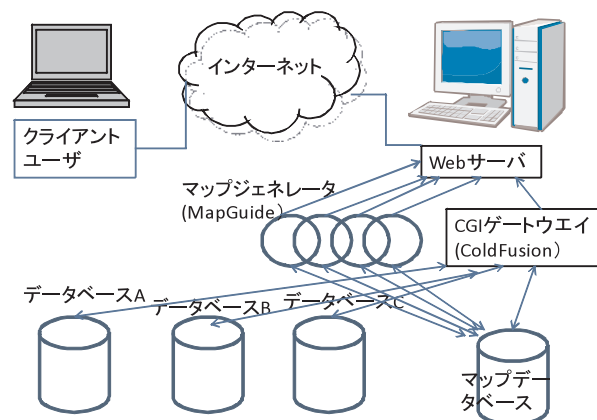 インターネット
クライアント
ユーザ
Webサーバ
マップジェネレータ
(MapGuide)
CGIゲートウエイ
(ColdFusion)
データベースA
データベースB
データベースC
マップデー
タベース